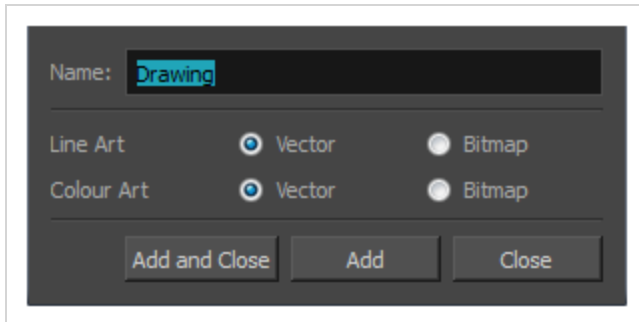 Name: Drawing
Line Art Vector Bitmap
Colour Art Vector Bitmap
Add and Close Add Close